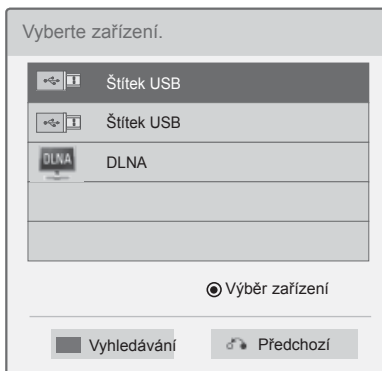 Vyberte zařízení.
Štítek USB
Štítek USB
DLNA DLNA
Výběr zařízení
Vyhledávání Předchozí